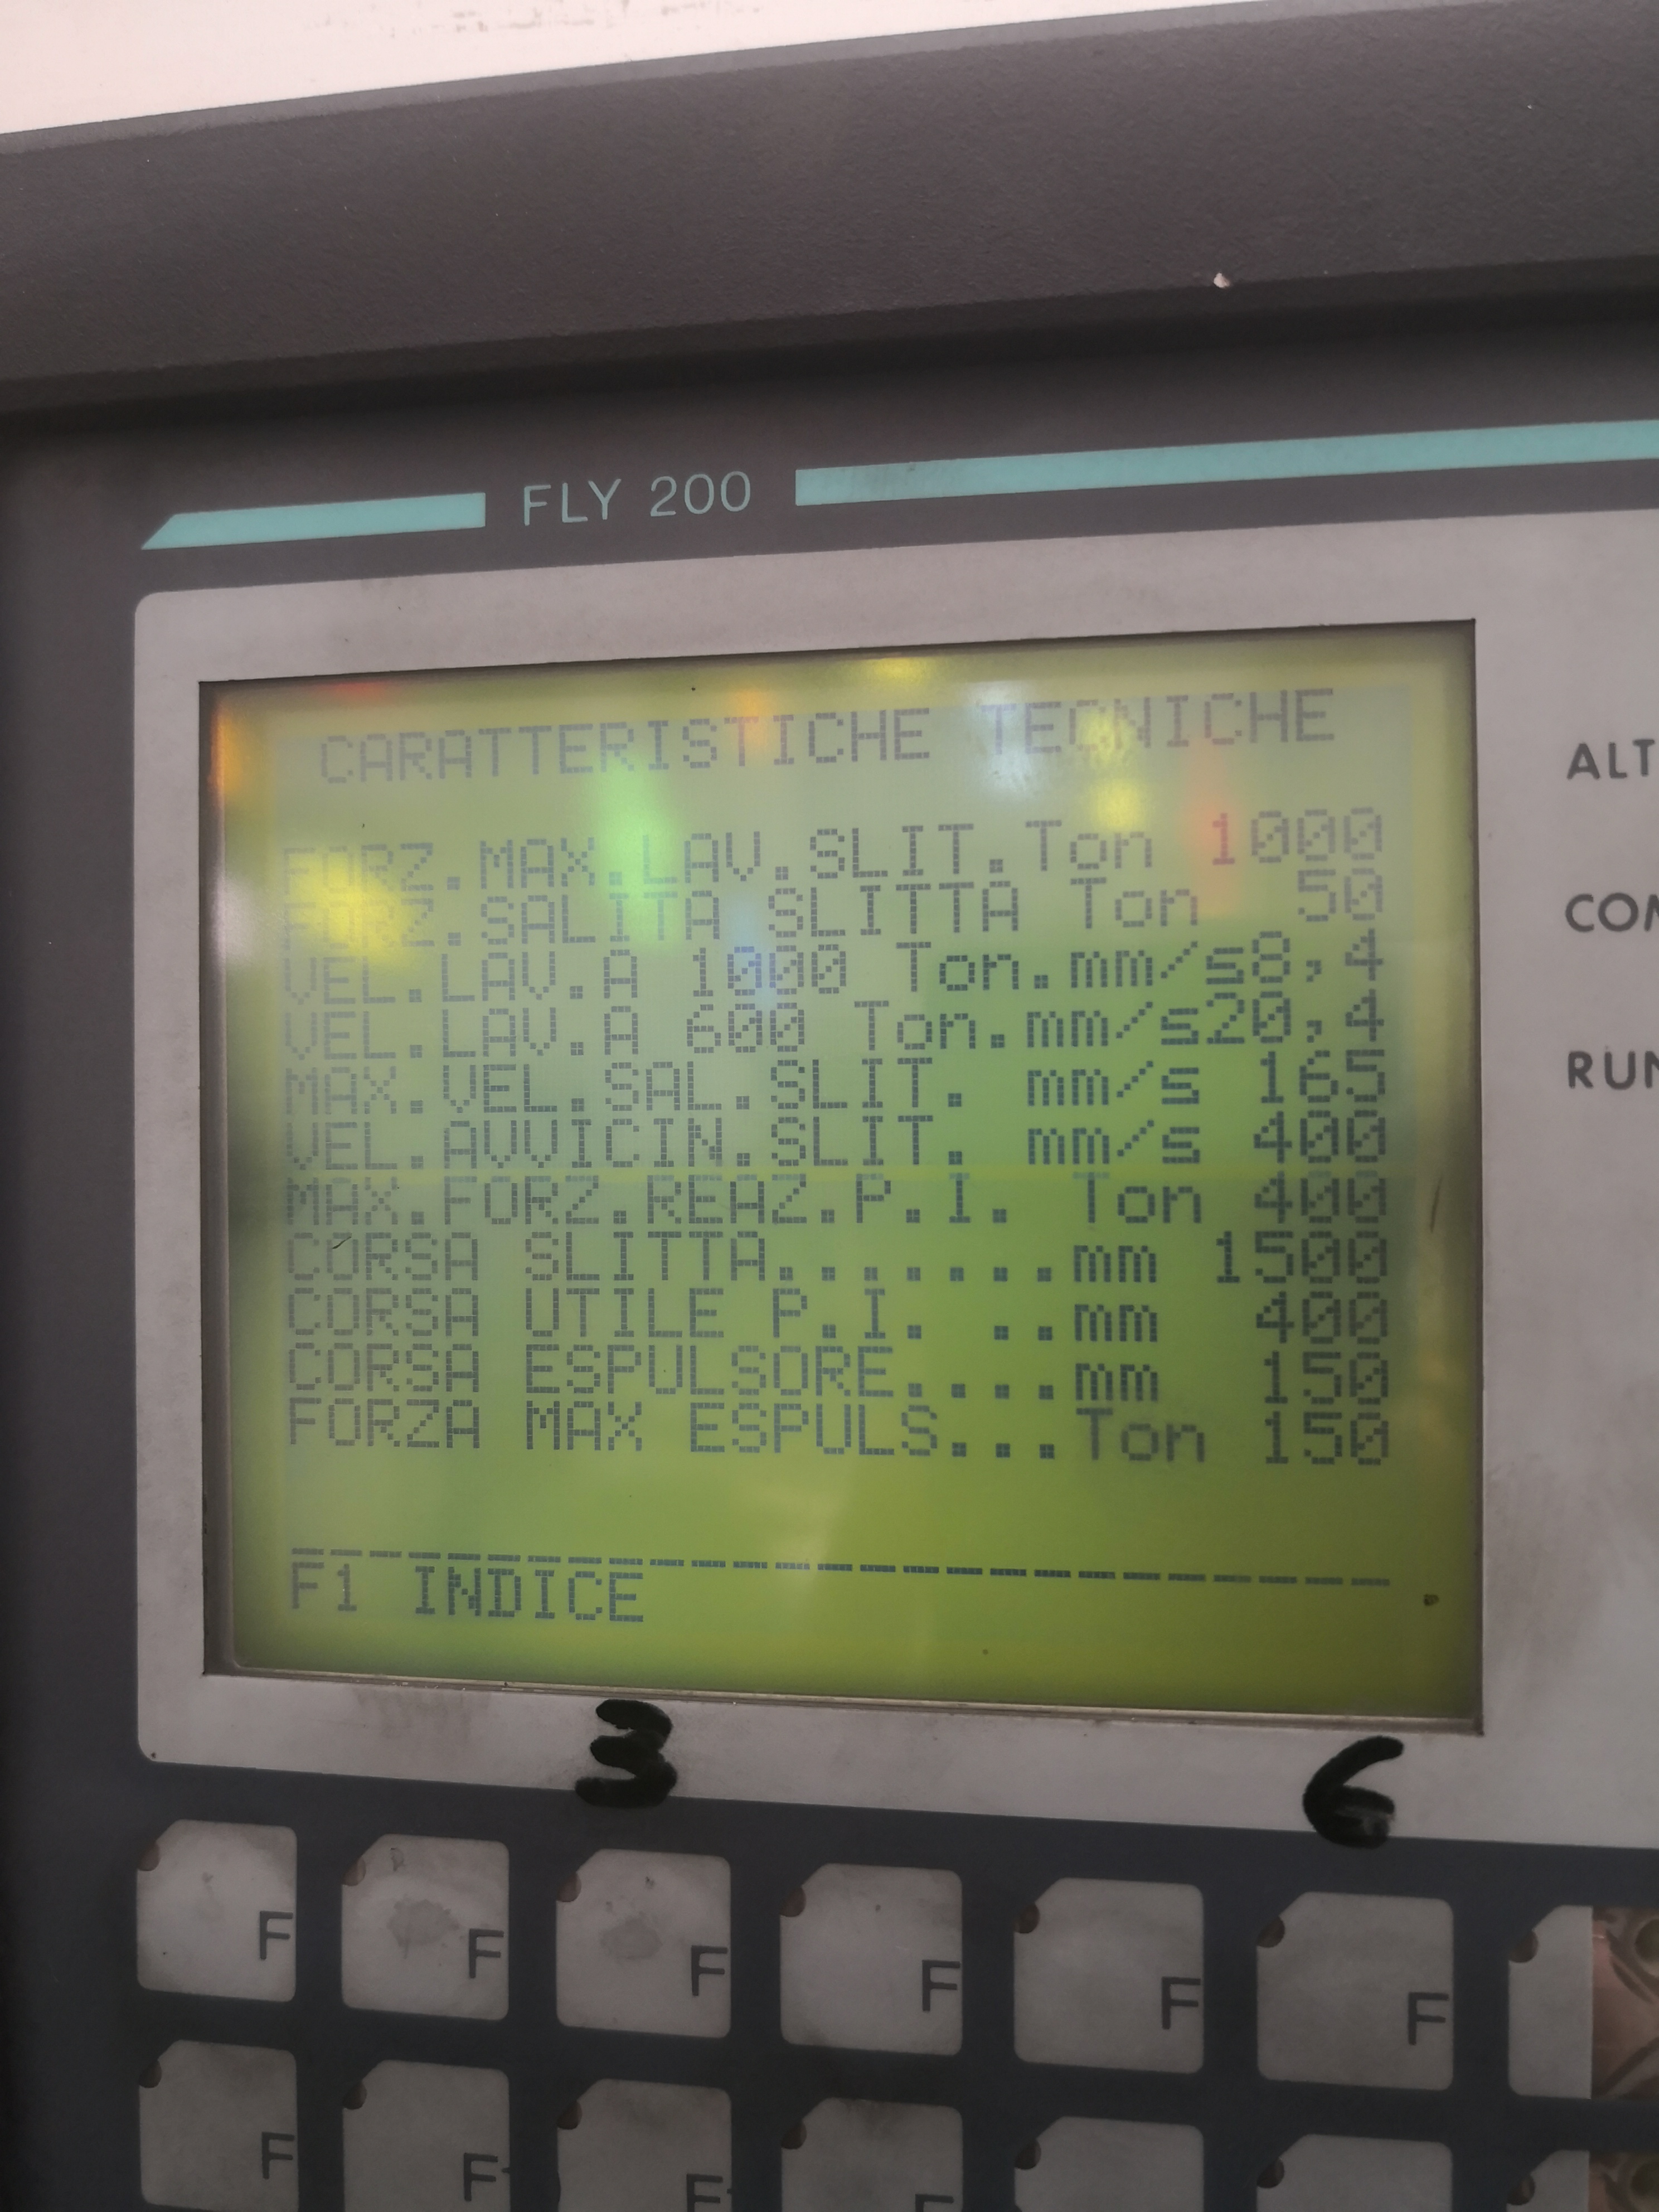 FLY 200
CARATTERISTICHE TECNICHE
FORZ.MAX.LAV.SLIT.Ton 1000
FORZ.SALITA SLITTA Ton 50
VEL.LAV.A 1000 Ton.mm/s8,4
VEL.LAV.A 600 Ton.mm/s20,4
MAX.VEL.SAL.SLIT. mm/s 165
VEL.AVVICIN.SLIT. mm/s 400
MAX.FORZ.REAZ.P.I. Ton 400
CORSA SLITTA.......mm 1500
CORSA UTILE P.I. ..mm 400
CORSA ESPULSORE....mm 150
FORZA MAX ESPULS...Ton 150
F1 INDICE
ALT
COM
RUN
3 6
F F F F F F
F F F F